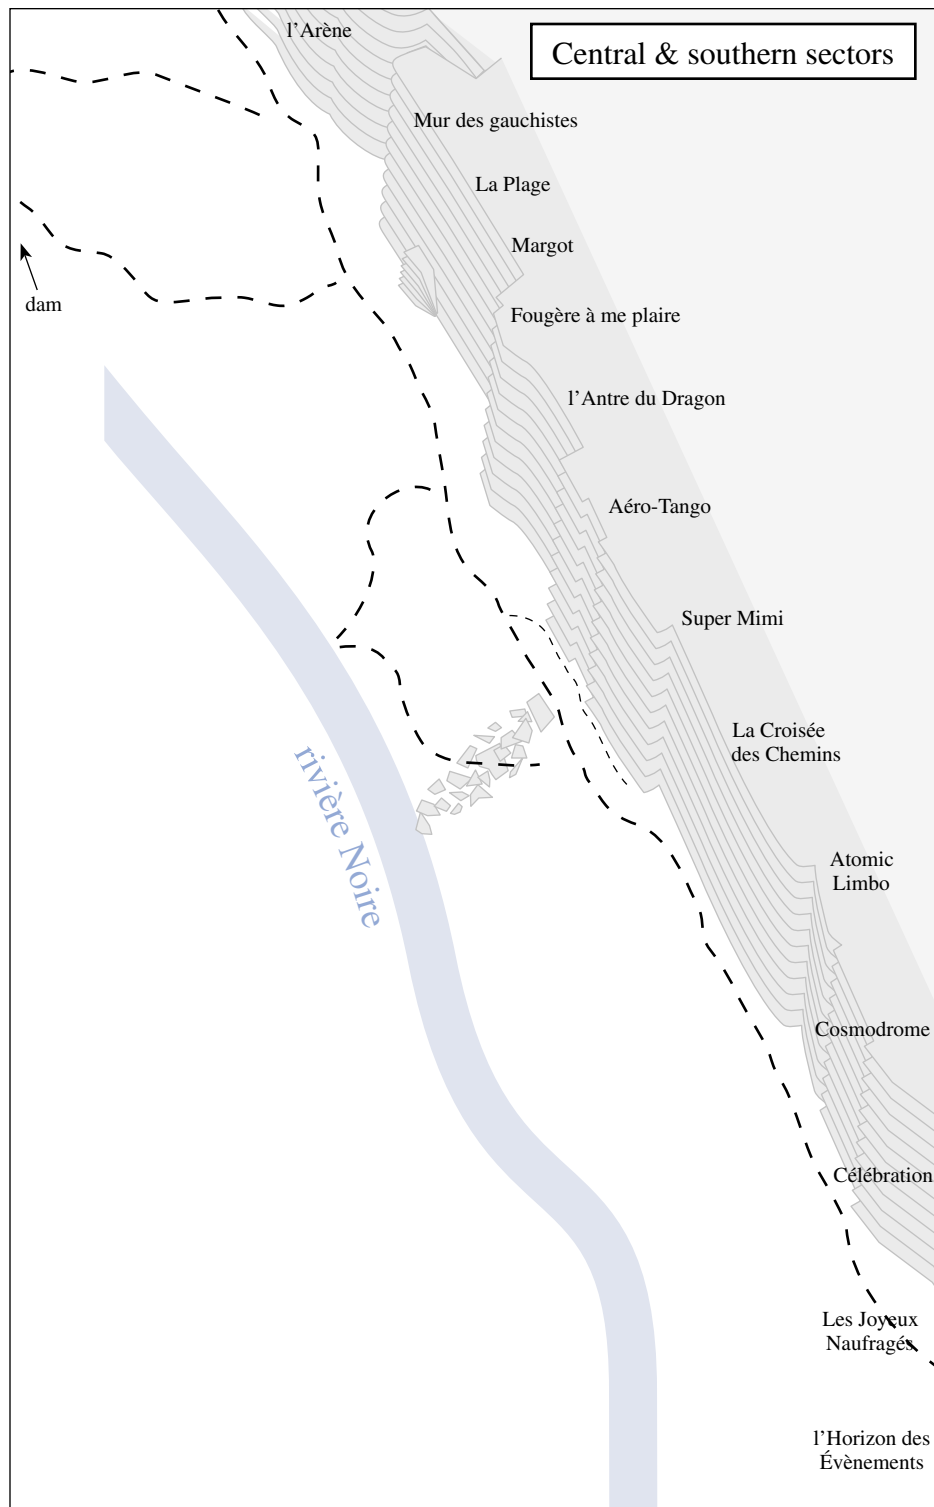 l'Arène
Central & southern sectors
Mur des gauchistes
La Plage
Margot
dam
Fougère à me plaire
l'Antre du Dragon
Aéro-Tango
Super Mimi
La Croisée
des Chemins
rivière Noire
Atomic
Limbo
Cosmodrome
Célébration
Les Joyeux
Naufragés
l'Horizon des
Évènements